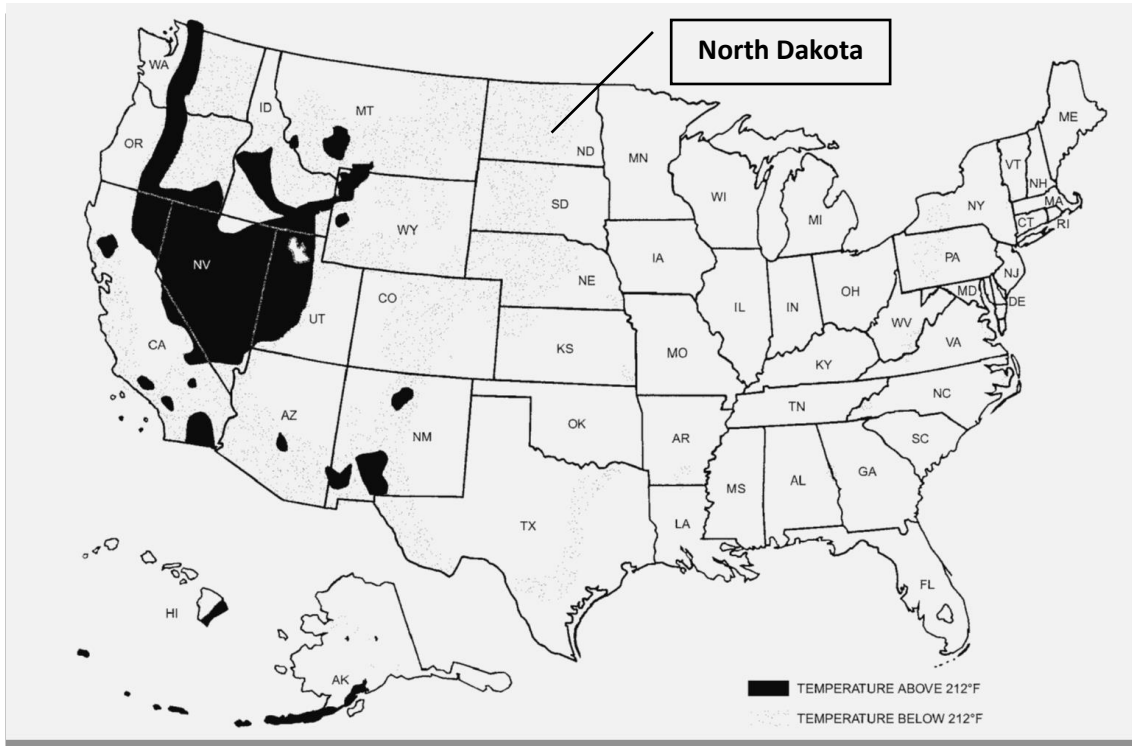 North Dakota
WA
MT
ID
ND
MN
ME
OR
VT
NH
SD
WI
NY
MA
MI
CT
RI
WY
IA
PA
NE
NJ
NV
OH
MD
DE
CO
IL
IN
UT
WV
VA
CA
KS
MO
KY
NC
TN
AZ
OK
NM
AR
SC
MS
AL
GA
TX
LA
FL
HI
AK
TEMPERATURE ABOVE 212°F
TEMPERATURE BELOW 212°F